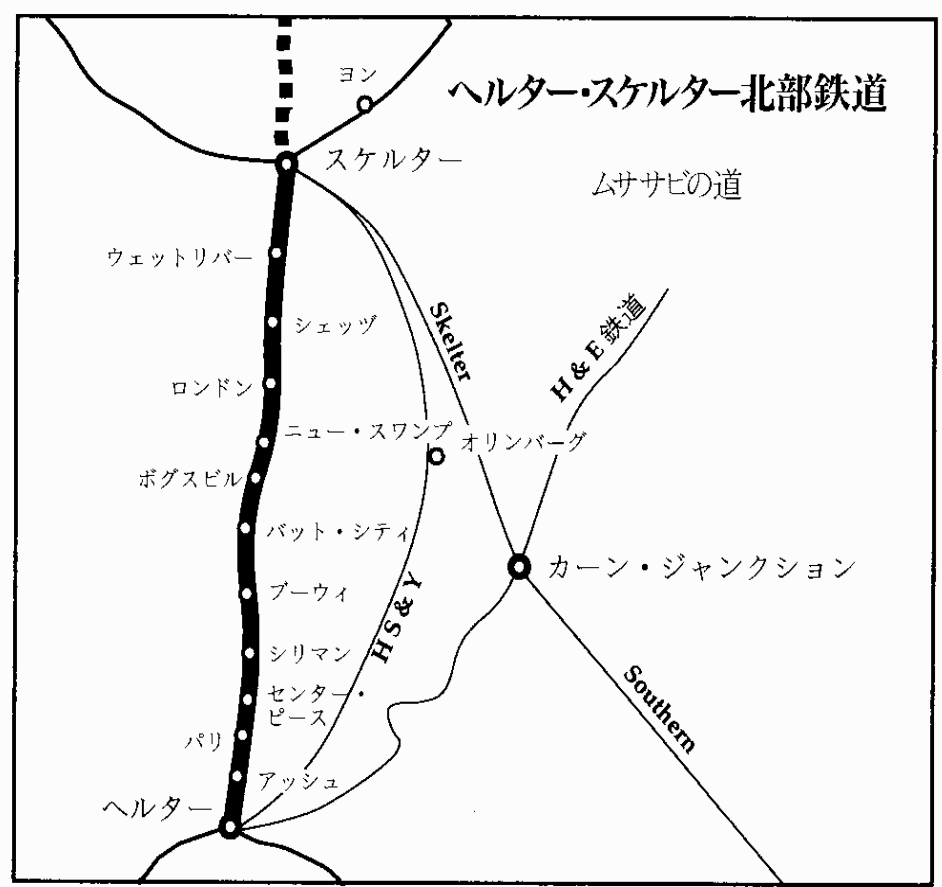 ヨン
ヘルター・スケルター北部鉄道
スケルター
ムササビの道
ウェットリバー
シェッヅ
Skelter
H & E 鉄道
ロンドン
ニュー・スワンプ
オリンバーグ
ボグスビル
バット・シティ
カーン・ジャンクション
ブーウィ
H S & Y
シリマン
センター・
ピース
Southern
パリ
アッシュ
ヘルター